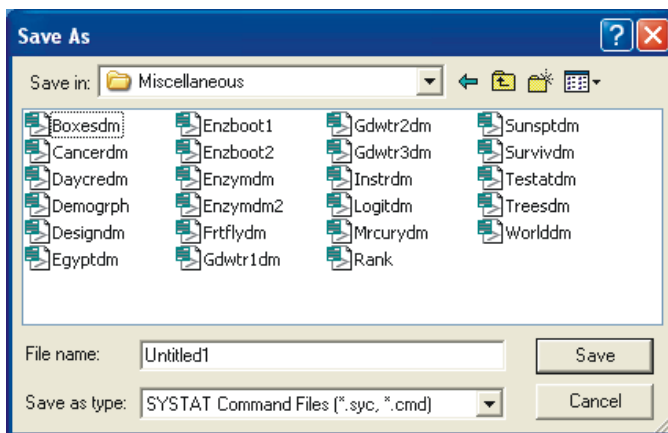 Save As
Save in: Miscellaneous
Boxesdm Enzboot1 Gdwtr2dm Sunsptdm
Cancerdm Enzboot2 Gdwtr3dm Survivdm
Daycredm Enzymdm Instrdm Testatdm
Demogrph Enzymdm2 Logitdm Treesdm
Designdm Frtflydm Mrcurydm Worlddm
Egyptdm Gdwtr1dm Rank
File name: Untitled1 Save
Save as type: SYSTAT Command Files (*.syc, *.cmd) Cancel